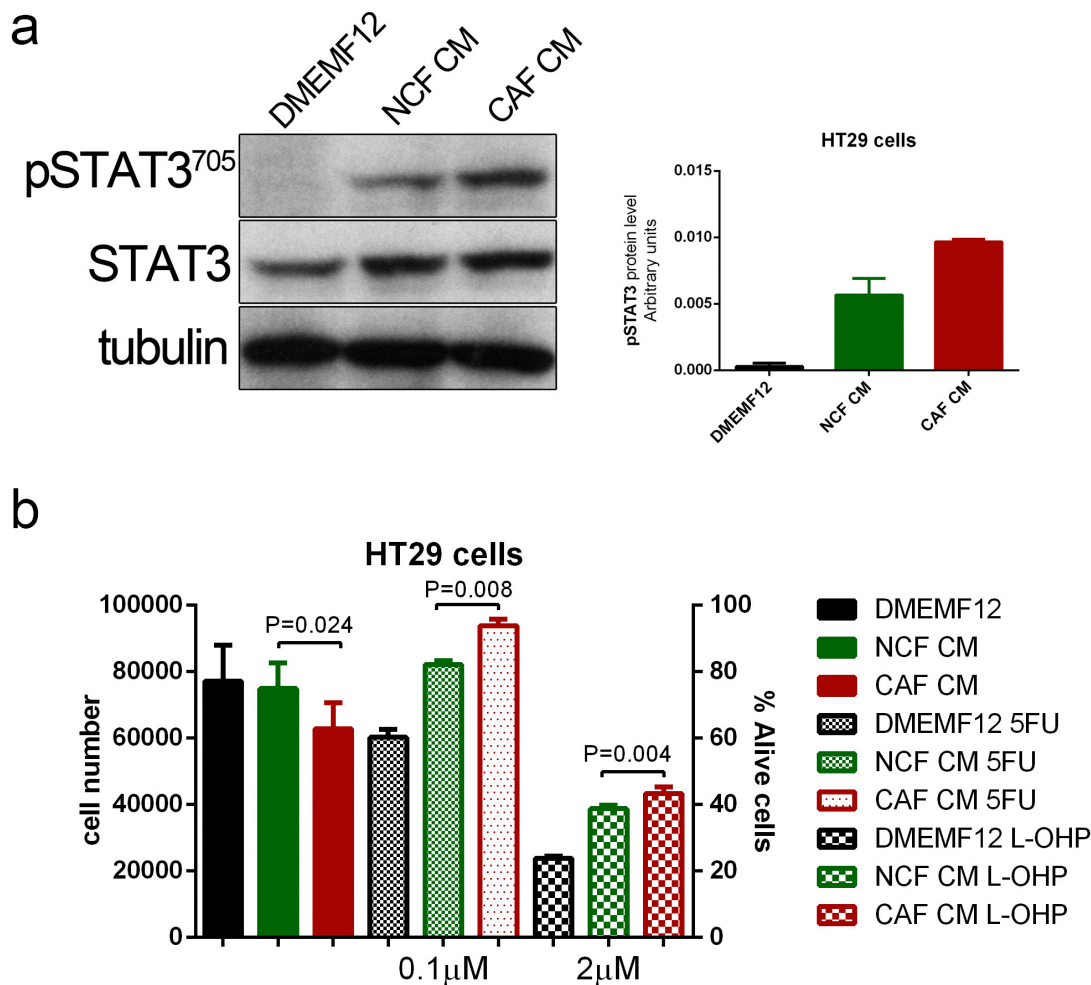 a
DMEMF12
NCF CM
CAF CM
pSTAT3705
STAT3
tubulin
HT29 cells
pSTAT3 protein level
Arbitrary units
0.015
0.010
0.005
0.000
DMEMF12
NCF CM
CAF CM
b
HT29 cells
cell number
100000
80000
60000
40000
20000
0
P=0.024
P=0.008
P=0.004
0.1µM
2µM
100
80
60
40
20
0
% Alive cells
DMEMF12
NCF CM
CAF CM
DMEMF12 5FU
NCF CM 5FU
CAF CM 5FU
DMEMF12 L-OHP
NCF CM L-OHP
CAF CM L-OHP